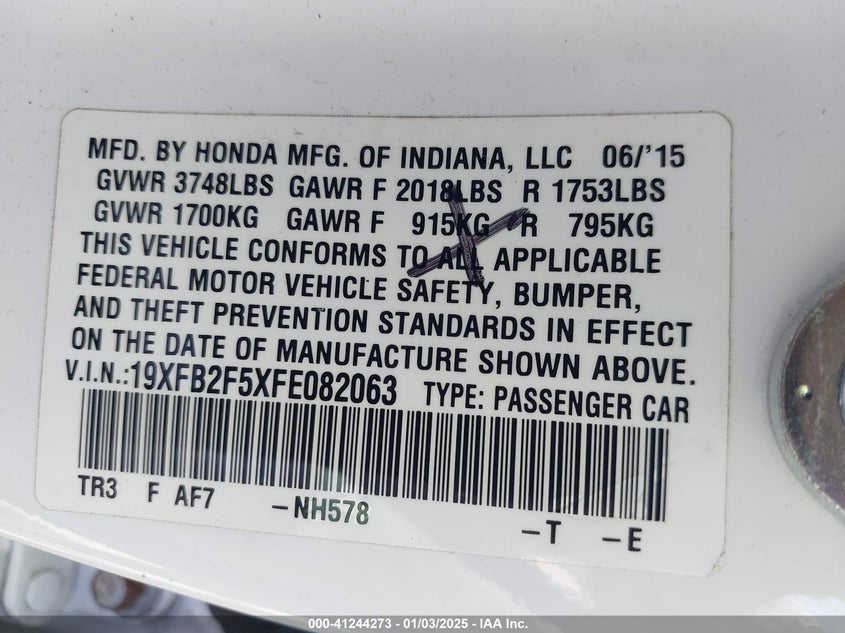 MFD. BY HONDA MFG. OF INDIANA, LLC 06/'15
GVWR 3748LBS GAWR F 2018LBS R 1753LBS
GVWR 1700KG GAWR F 915KG R 795KG
THIS VEHICLE CONFORMS TO ALL APPLICABLE
FEDERAL MOTOR VEHICLE SAFETY, BUMPER,
AND THEFT PREVENTION STANDARDS IN EFFECT
ON THE DATE OF MANUFACTURE SHOWN ABOVE.
V.I.N.:19XFB2F5XFE082063 TYPE: PASSENGER CAR
TR3 F AF7 -NH578 -T -E
000-41244273 - 01/03/2025 - IAA Inc.